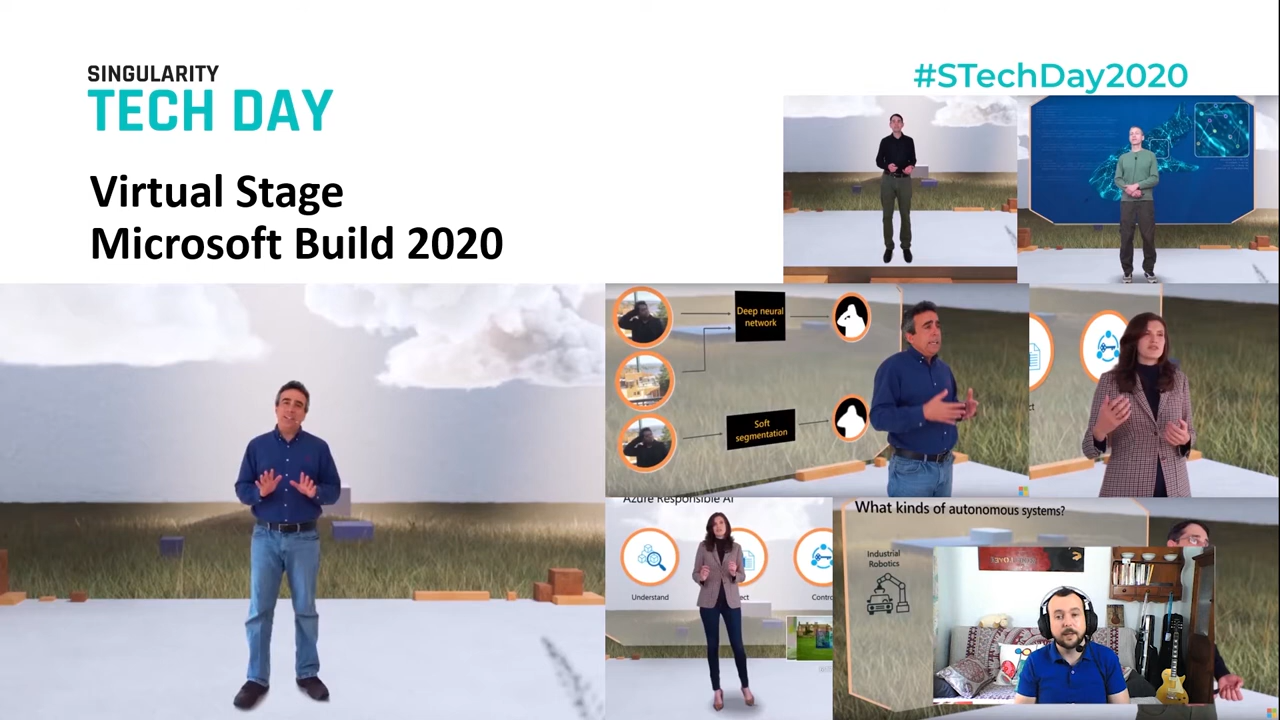 SINGULARITY
TECH DAY
#STechDay2020
Virtual Stage
Microsoft Build 2020
Deep neural
network
Soft
segmentation
Azure Responsible AI
Understand
What kinds of autonomous systems?
Industrial
Robotics